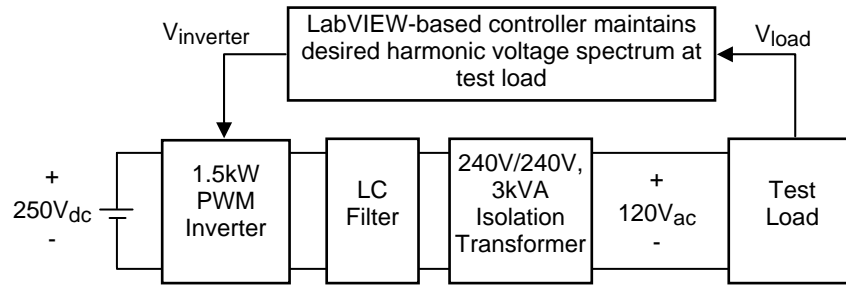 LabVIEW-based controller maintains
desired harmonic voltage spectrum at
test load
Vinverter
Vload
+
250Vdc
-
1.5kW
PWM
Inverter
LC
Filter
240V/240V,
3kVA
Isolation
Transformer
+
120Vac
-
Test
Load